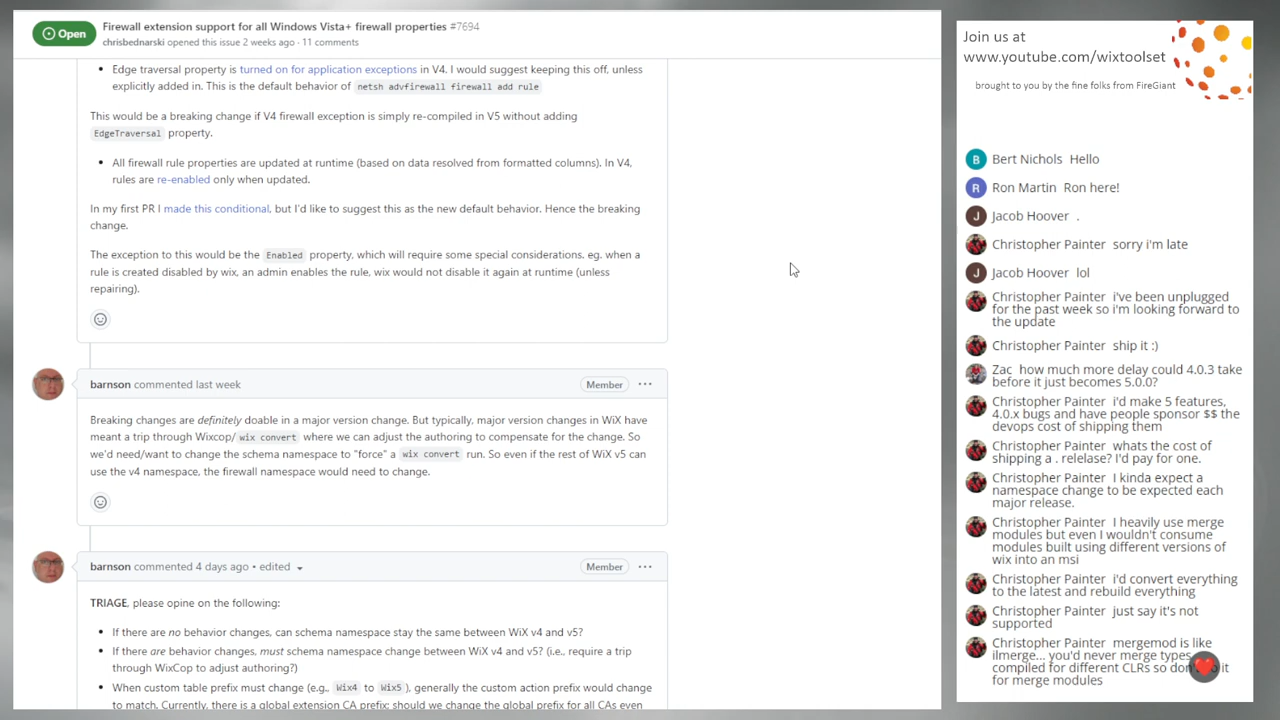 Open
Firewall extension support for all Windows Vista+ firewall properties #7694
chrisbednarski opened this issue 2 weeks ago · 11 comments
• Edge traversal property is turned on for application exceptions in V4. I would suggest keeping this off, unless
explicitly added in. This is the default behavior of netsh advfirewall firewall add rule
This would be a breaking change if V4 firewall exception is simply re-compiled in V5 without adding
EdgeTraversal property.
• All firewall rule properties are updated at runtime (based on data resolved from formatted columns). In V4,
rules are re-enabled only when updated.
In my first PR I made this conditional, but I'd like to suggest this as the new default behavior. Hence the breaking
change.
The exception to this would be the Enabled property, which will require some special considerations. eg. when a
rule is created disabled by wix, an admin enables the rule, wix would not disable it again at runtime (unless
repairing).
barnson commented last week
Member
Breaking changes are definitely doable in a major version change. But typically, major version changes in WiX have
meant a trip through Wixcop/ wix convert where we can adjust the authoring to compensate for the change. So
we'd need/want to change the schema namespace to "force" a wix convert run. So even if the rest of WiX v5 can
use the v4 namespace, the firewall namespace would need to change.
barnson commented 4 days ago • edited
Member
TRIAGE, please opine on the following:
• If there are no behavior changes, can schema namespace stay the same between WiX v4 and v5?
• If there are behavior changes, must schema namespace change between WiX v4 and v5? (i.e., require a trip
through WixCop to adjust authoring?)
• When custom table prefix must change (e.g., Wix4 to Wix5), generally the custom action prefix would change
to match. Currently, there is a global extension CA prefix; should we change the global prefix for all CAs even
Join us at
www.youtube.com/wixtoolset
brought to you by the fine folks from FireGiant
B Bert Nichols Hello
R Ron Martin Ron here!
J Jacob Hoover .
Christopher Painter sorry i'm late
J Jacob Hoover lol
Christopher Painter i've been unplugged
for the past week so i'm looking forward to
the update
Christopher Painter ship it :)
Zac how much more delay could 4.0.3 take
before it just becomes 5.0.0?
Christopher Painter i'd make 5 features,
4.0.x bugs and have people sponsor $$ the
devops cost of shipping them
Christopher Painter whats the cost of
shipping a . relelase? I'd pay for one.
Christopher Painter I kinda expect a
namespace change to be expected each
major release.
Christopher Painter I heavily use merge
modules but even I wouldn't consume
modules built using different versions of
wix into an msi
Christopher Painter i'd convert everything
to the latest and rebuild everything
Christopher Painter just say it's not
supported
Christopher Painter mergemod is like
ilmerge... you'd never merge types
compiled for different CLRs so don't it
for merge modules